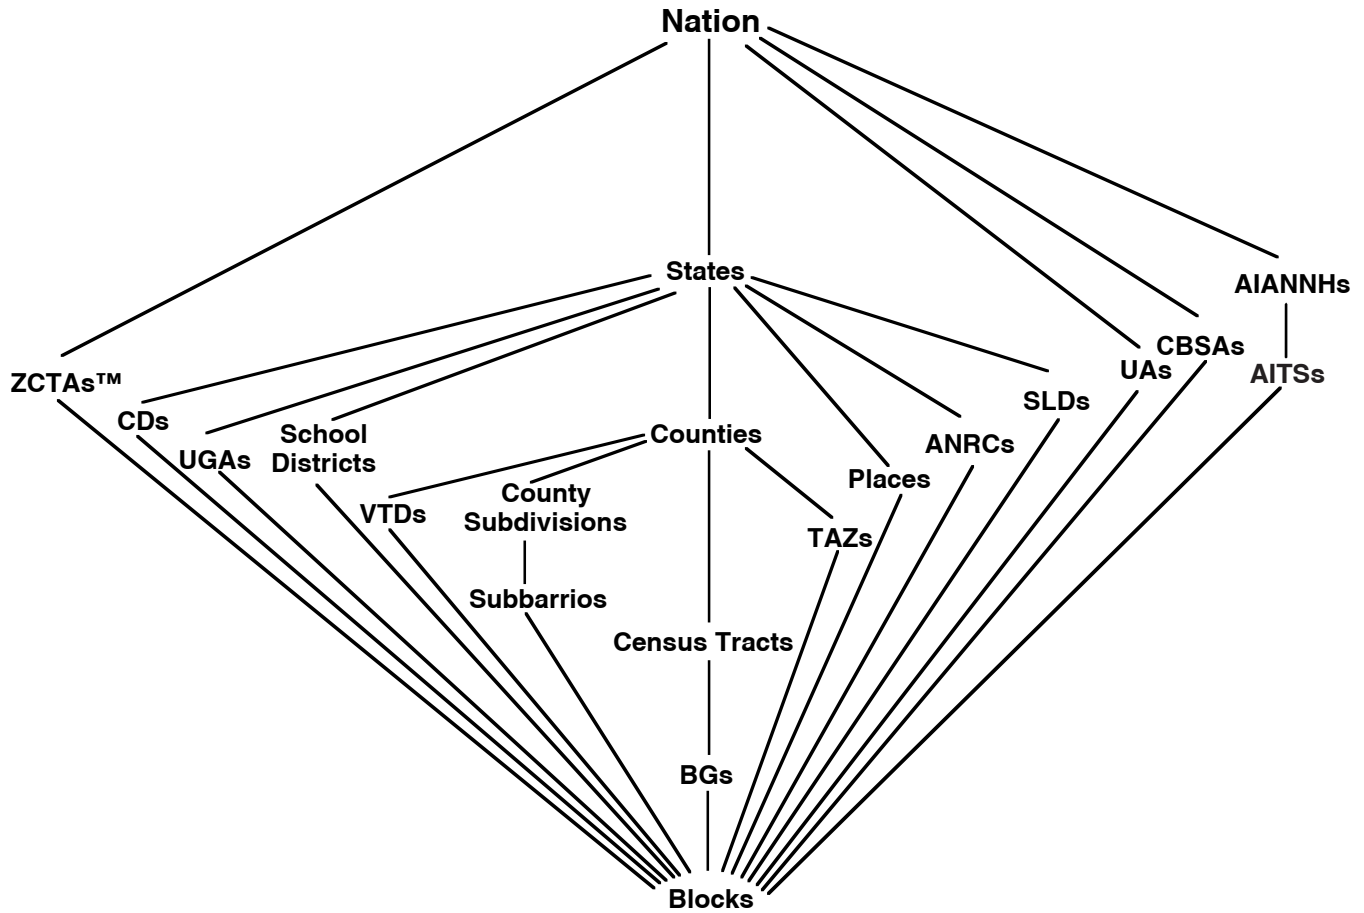 Nation
States
AIANNHs
CBSAs
UAs
AITSs
ZCTAs™
CDs
SLDs
UGAs
School
Districts
Counties
ANRCs
Places
VTDs
County
Subdivisions
TAZs
Subbarrios
Census Tracts
BGs
Blocks